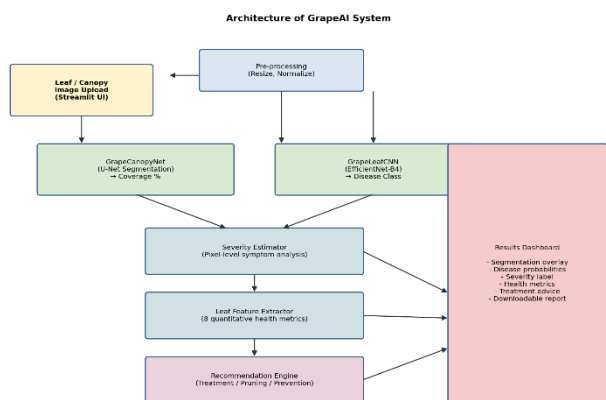 Architecture of GrapeAI System
Pre-processing
(Resize, Normalize)
Leaf / Canopy
Image Upload
(Streamlit UI)
GrapeCanopyNet
(U-Net Segmentation)
→ Coverage %
GrapeLeafCNN
(EfficientNet-B4)
→ Disease Class
Severity Estimator
(Pixel-level symptom analysis)
Leaf Feature Extractor
(8 quantitative health metrics)
Recommendation Engine
(Treatment / Pruning / Prevention)
Results Dashboard
- Segmentation overlay
- Disease probabilities
- Severity label
- Health metrics
- Treatment advice
- Downloadable report